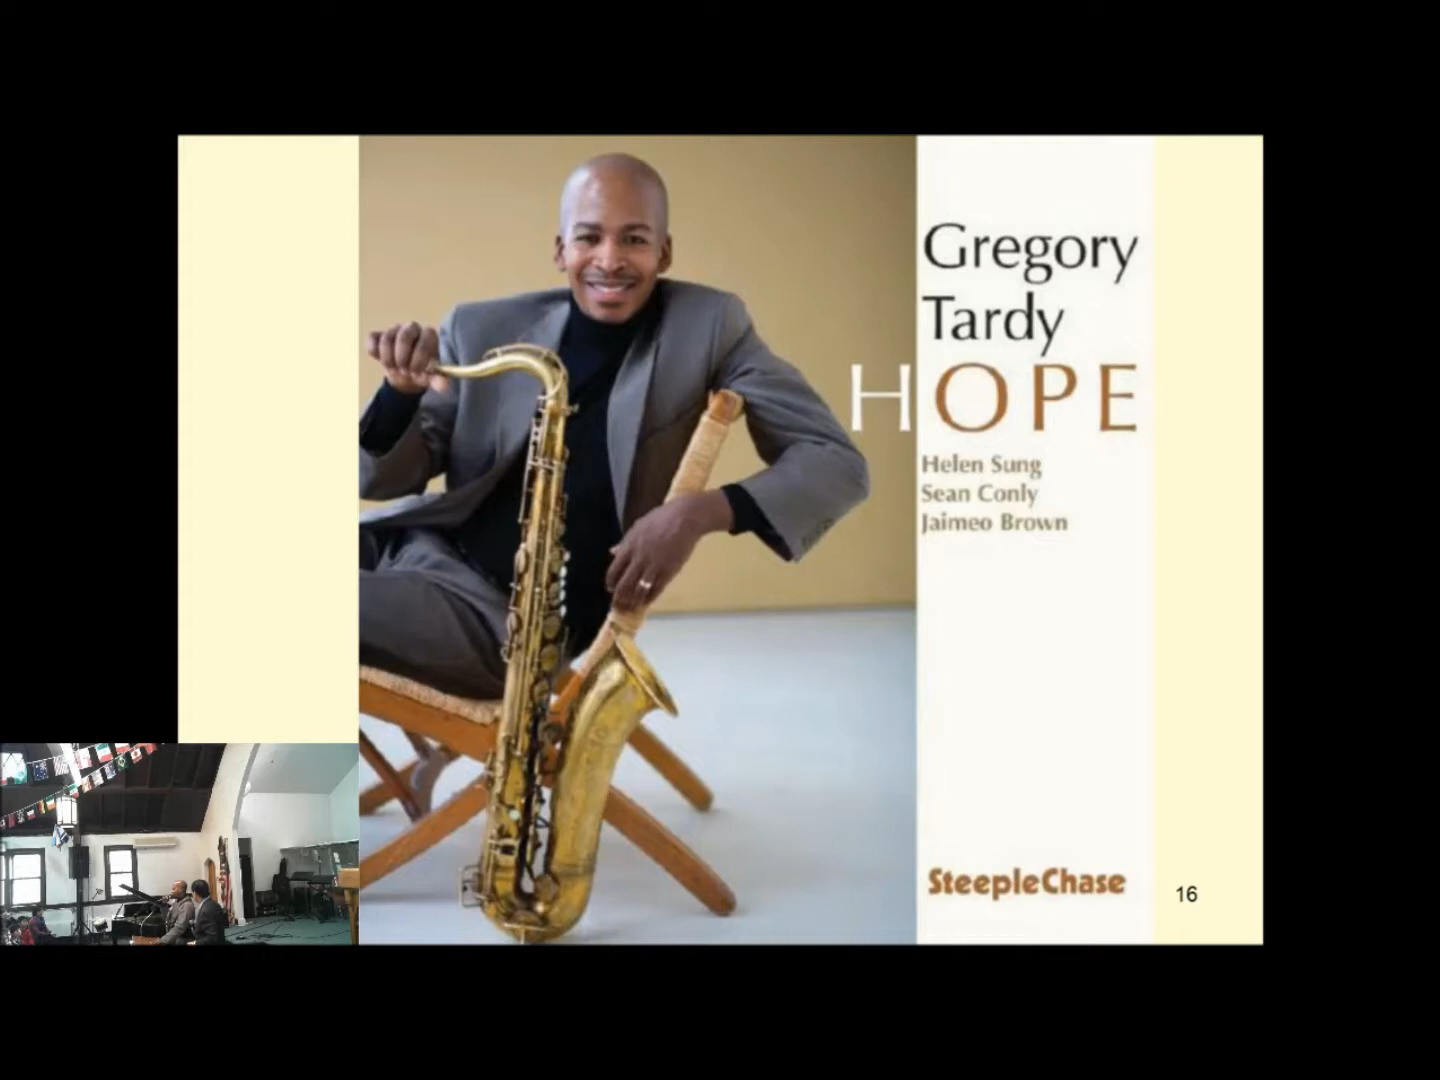 Gregory
Tardy
HOPE
Helen Sung
Sean Conly
Jaimeo Brown
SteepleChase
16